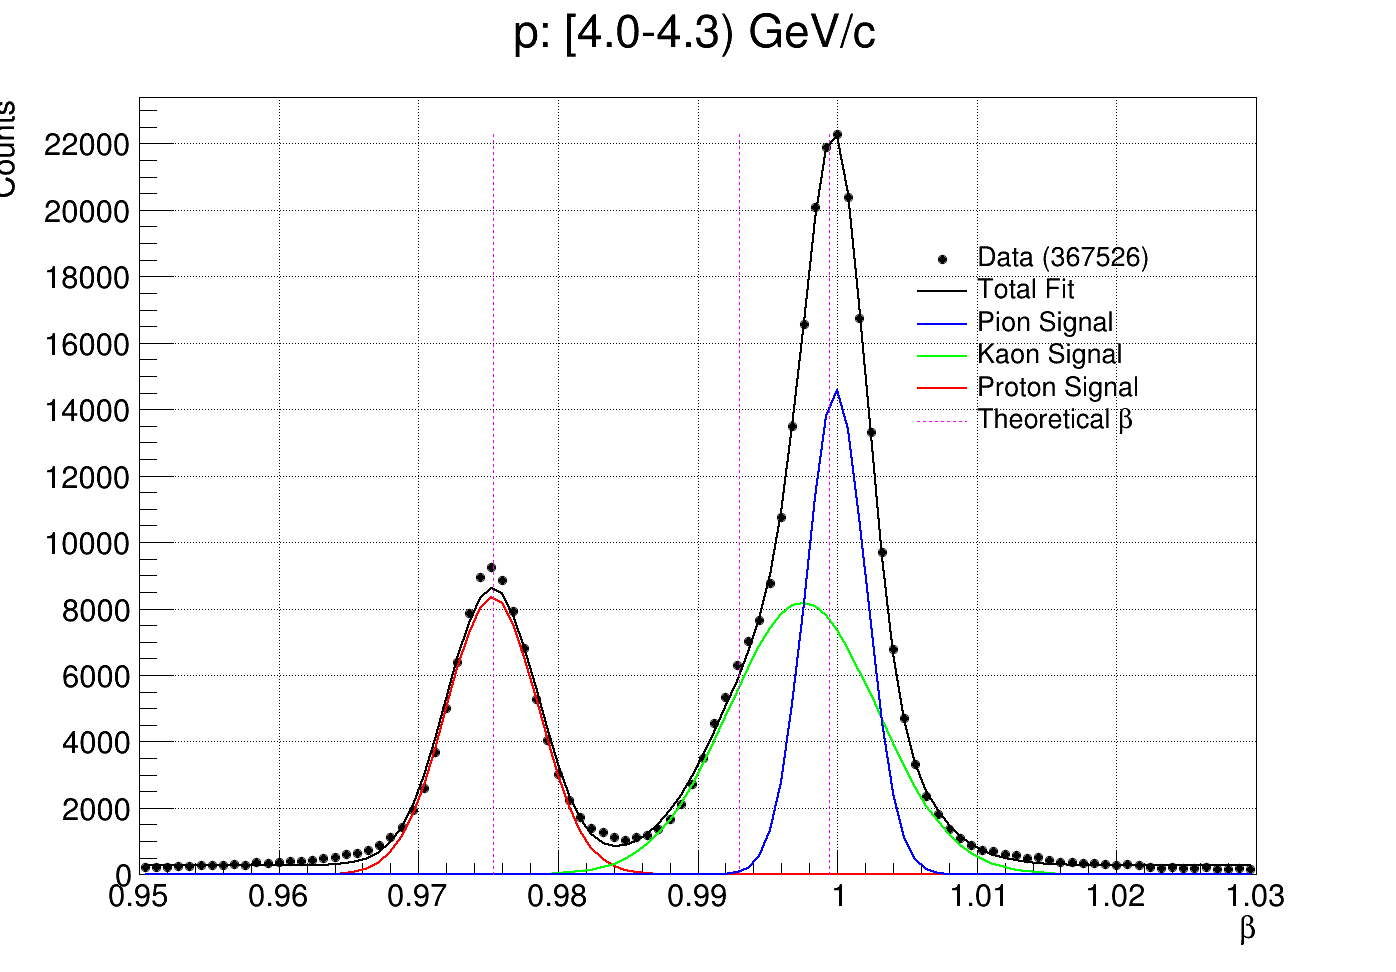 p: [4.0-4.3) GeV/c
Counts
22000
20000
18000
16000
14000
12000
10000
8000
6000
4000
2000
0
Data (367526)
Total Fit
Pion Signal
Kaon Signal
Proton Signal
Theoretical β
0.95 0.96 0.97 0.98 0.99 1 1.01 1.02 1.03
β